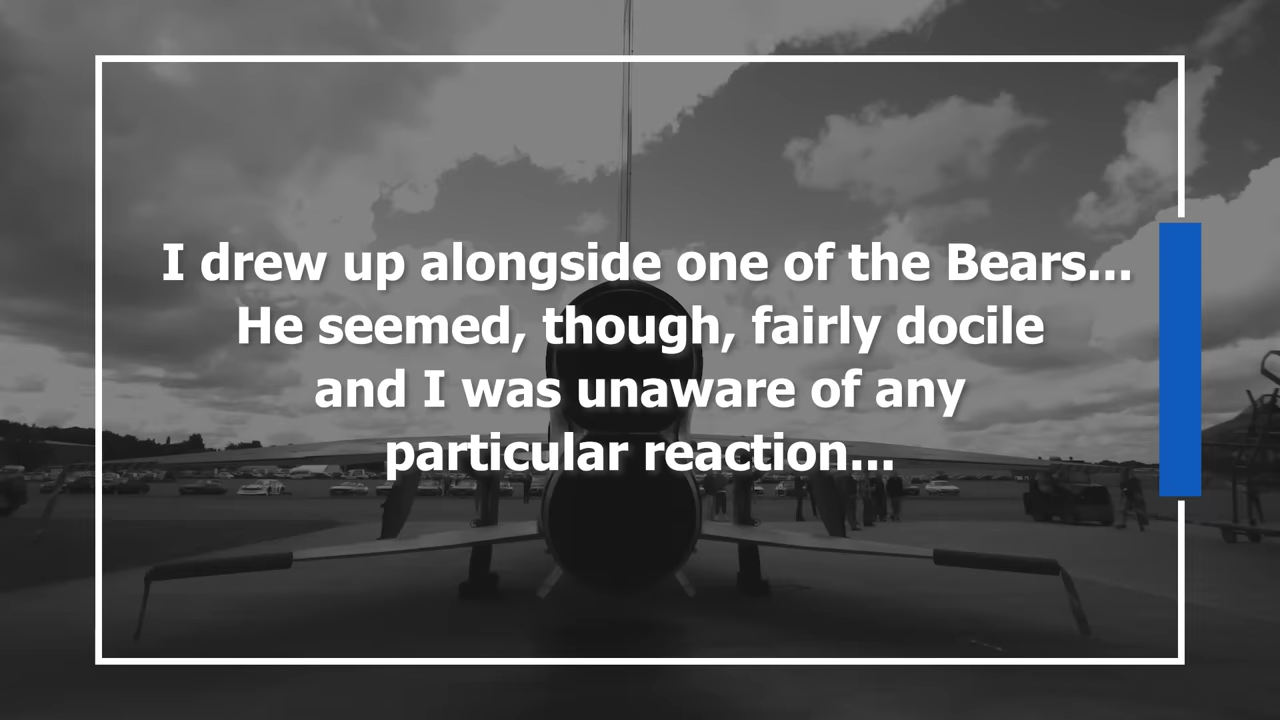 I drew up alongside one of the Bears...
He seemed, though, fairly docile
and I was unaware of any
particular reaction...